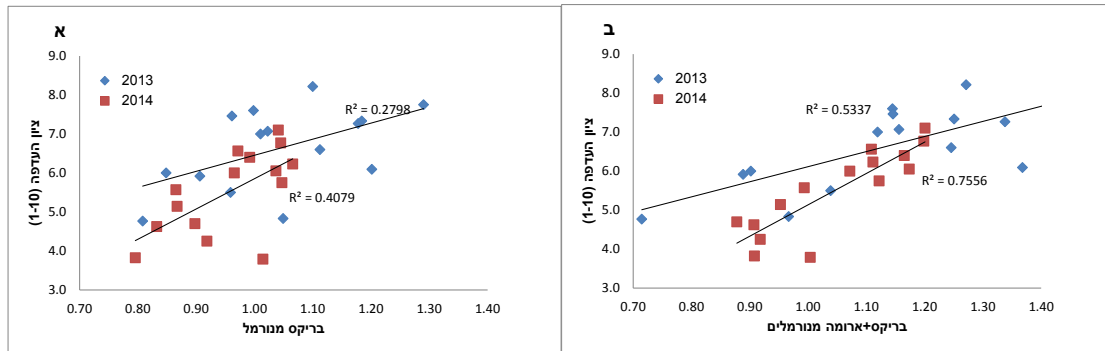 א
ציון העדפה (1-10)
9.0
8.0
7.0
6.0
5.0
4.0
3.0
2013
2014
R² = 0.2798
R² = 0.4079
0.70 0.80 0.90 1.00 1.10 1.20 1.30 1.40
בריקס מנורמל
ב
ציון העדפה (1-10)
9.0
8.0
7.0
6.0
5.0
4.0
3.0
2013
2014
R² = 0.5337
R² = 0.7556
0.70 0.80 0.90 1.00 1.10 1.20 1.30 1.40
בריקס+ארומה מנורמלים